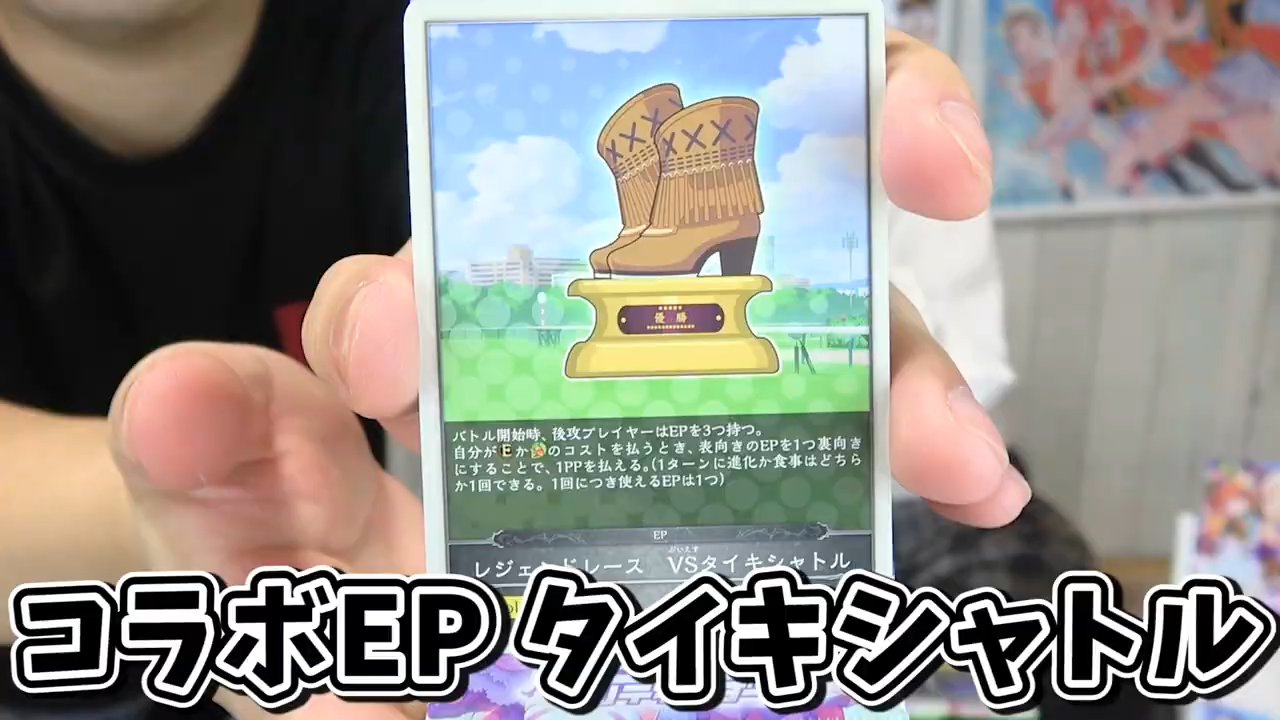 優勝
バトル開始時、後攻プレイヤーはEPを3つ持つ。
自分がEかのコストを払うとき、表向きのEPを1つ裏向き
にすることで、1PPを払える。(1ターンに進化か食事はどちら
か1回できる。1回につき使えるEPは1つ)
EP
ぶいえす
レジェンドレース VSタイキシャトル
コラボEP タイキシャトル